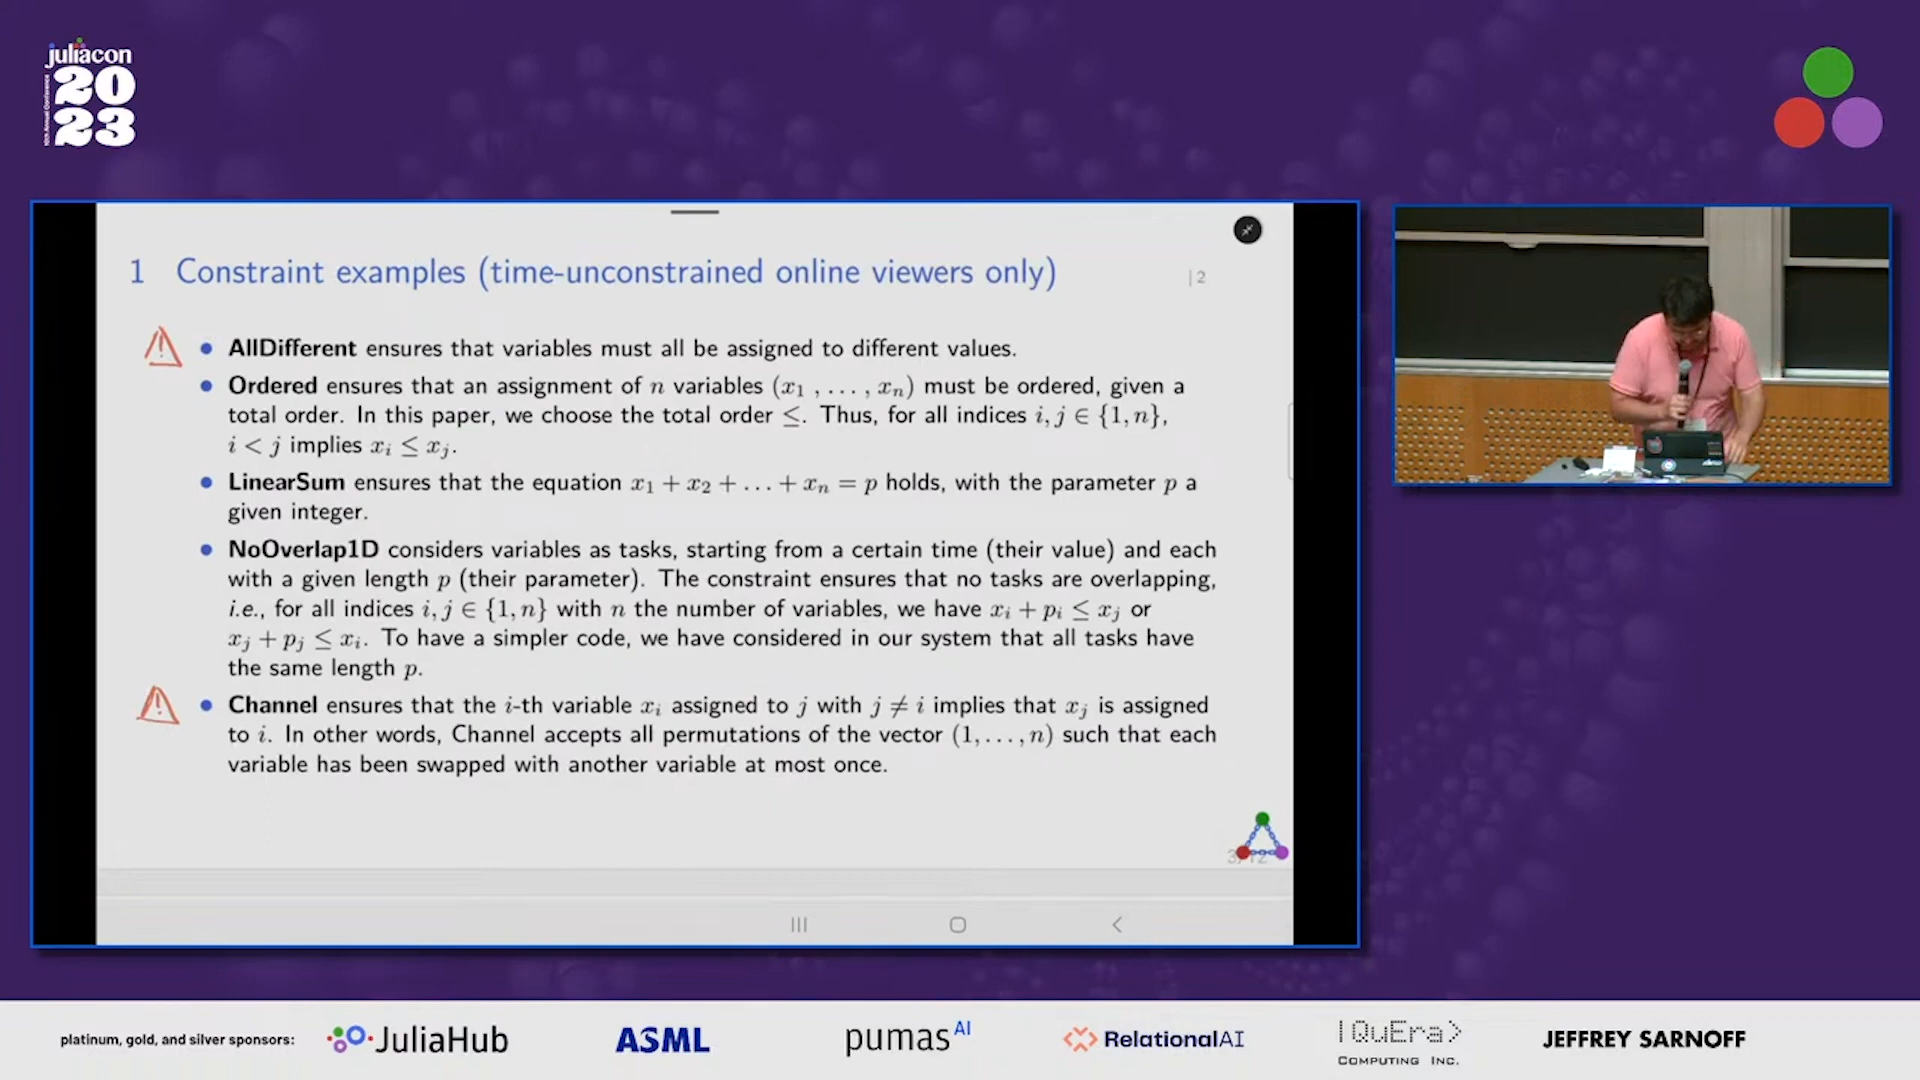 juliacon
20
23
1 Constraint examples (time-unconstrained online viewers only)
|2
• AllDifferent ensures that variables must all be assigned to different values.
• Ordered ensures that an assignment of n variables (x₁ , . . . , xₙ) must be ordered, given a
total order. In this paper, we choose the total order ≤. Thus, for all indices i, j ∈ {1, n},
i < j implies xᵢ ≤ xⱼ.
• LinearSum ensures that the equation x₁ + x₂ + . . . + xₙ = p holds, with the parameter p a
given integer.
• NoOverlap1D considers variables as tasks, starting from a certain time (their value) and each
with a given length p (their parameter). The constraint ensures that no tasks are overlapping,
i.e., for all indices i, j ∈ {1, n} with n the number of variables, we have xᵢ + pᵢ ≤ xⱼ or
xⱼ + pⱼ ≤ xᵢ. To have a simpler code, we have considered in our system that all tasks have
the same length p.
• Channel ensures that the i-th variable xᵢ assigned to j with j ≠ i implies that xⱼ is assigned
to i. In other words, Channel accepts all permutations of the vector (1, . . . , n) such that each
variable has been swapped with another variable at most once.
platinum, gold, and silver sponsors:
JuliaHub
ASML
pumasAI
RelationalAI
|QuEra>
COMPUTING INC.
JEFFREY SARNOFF